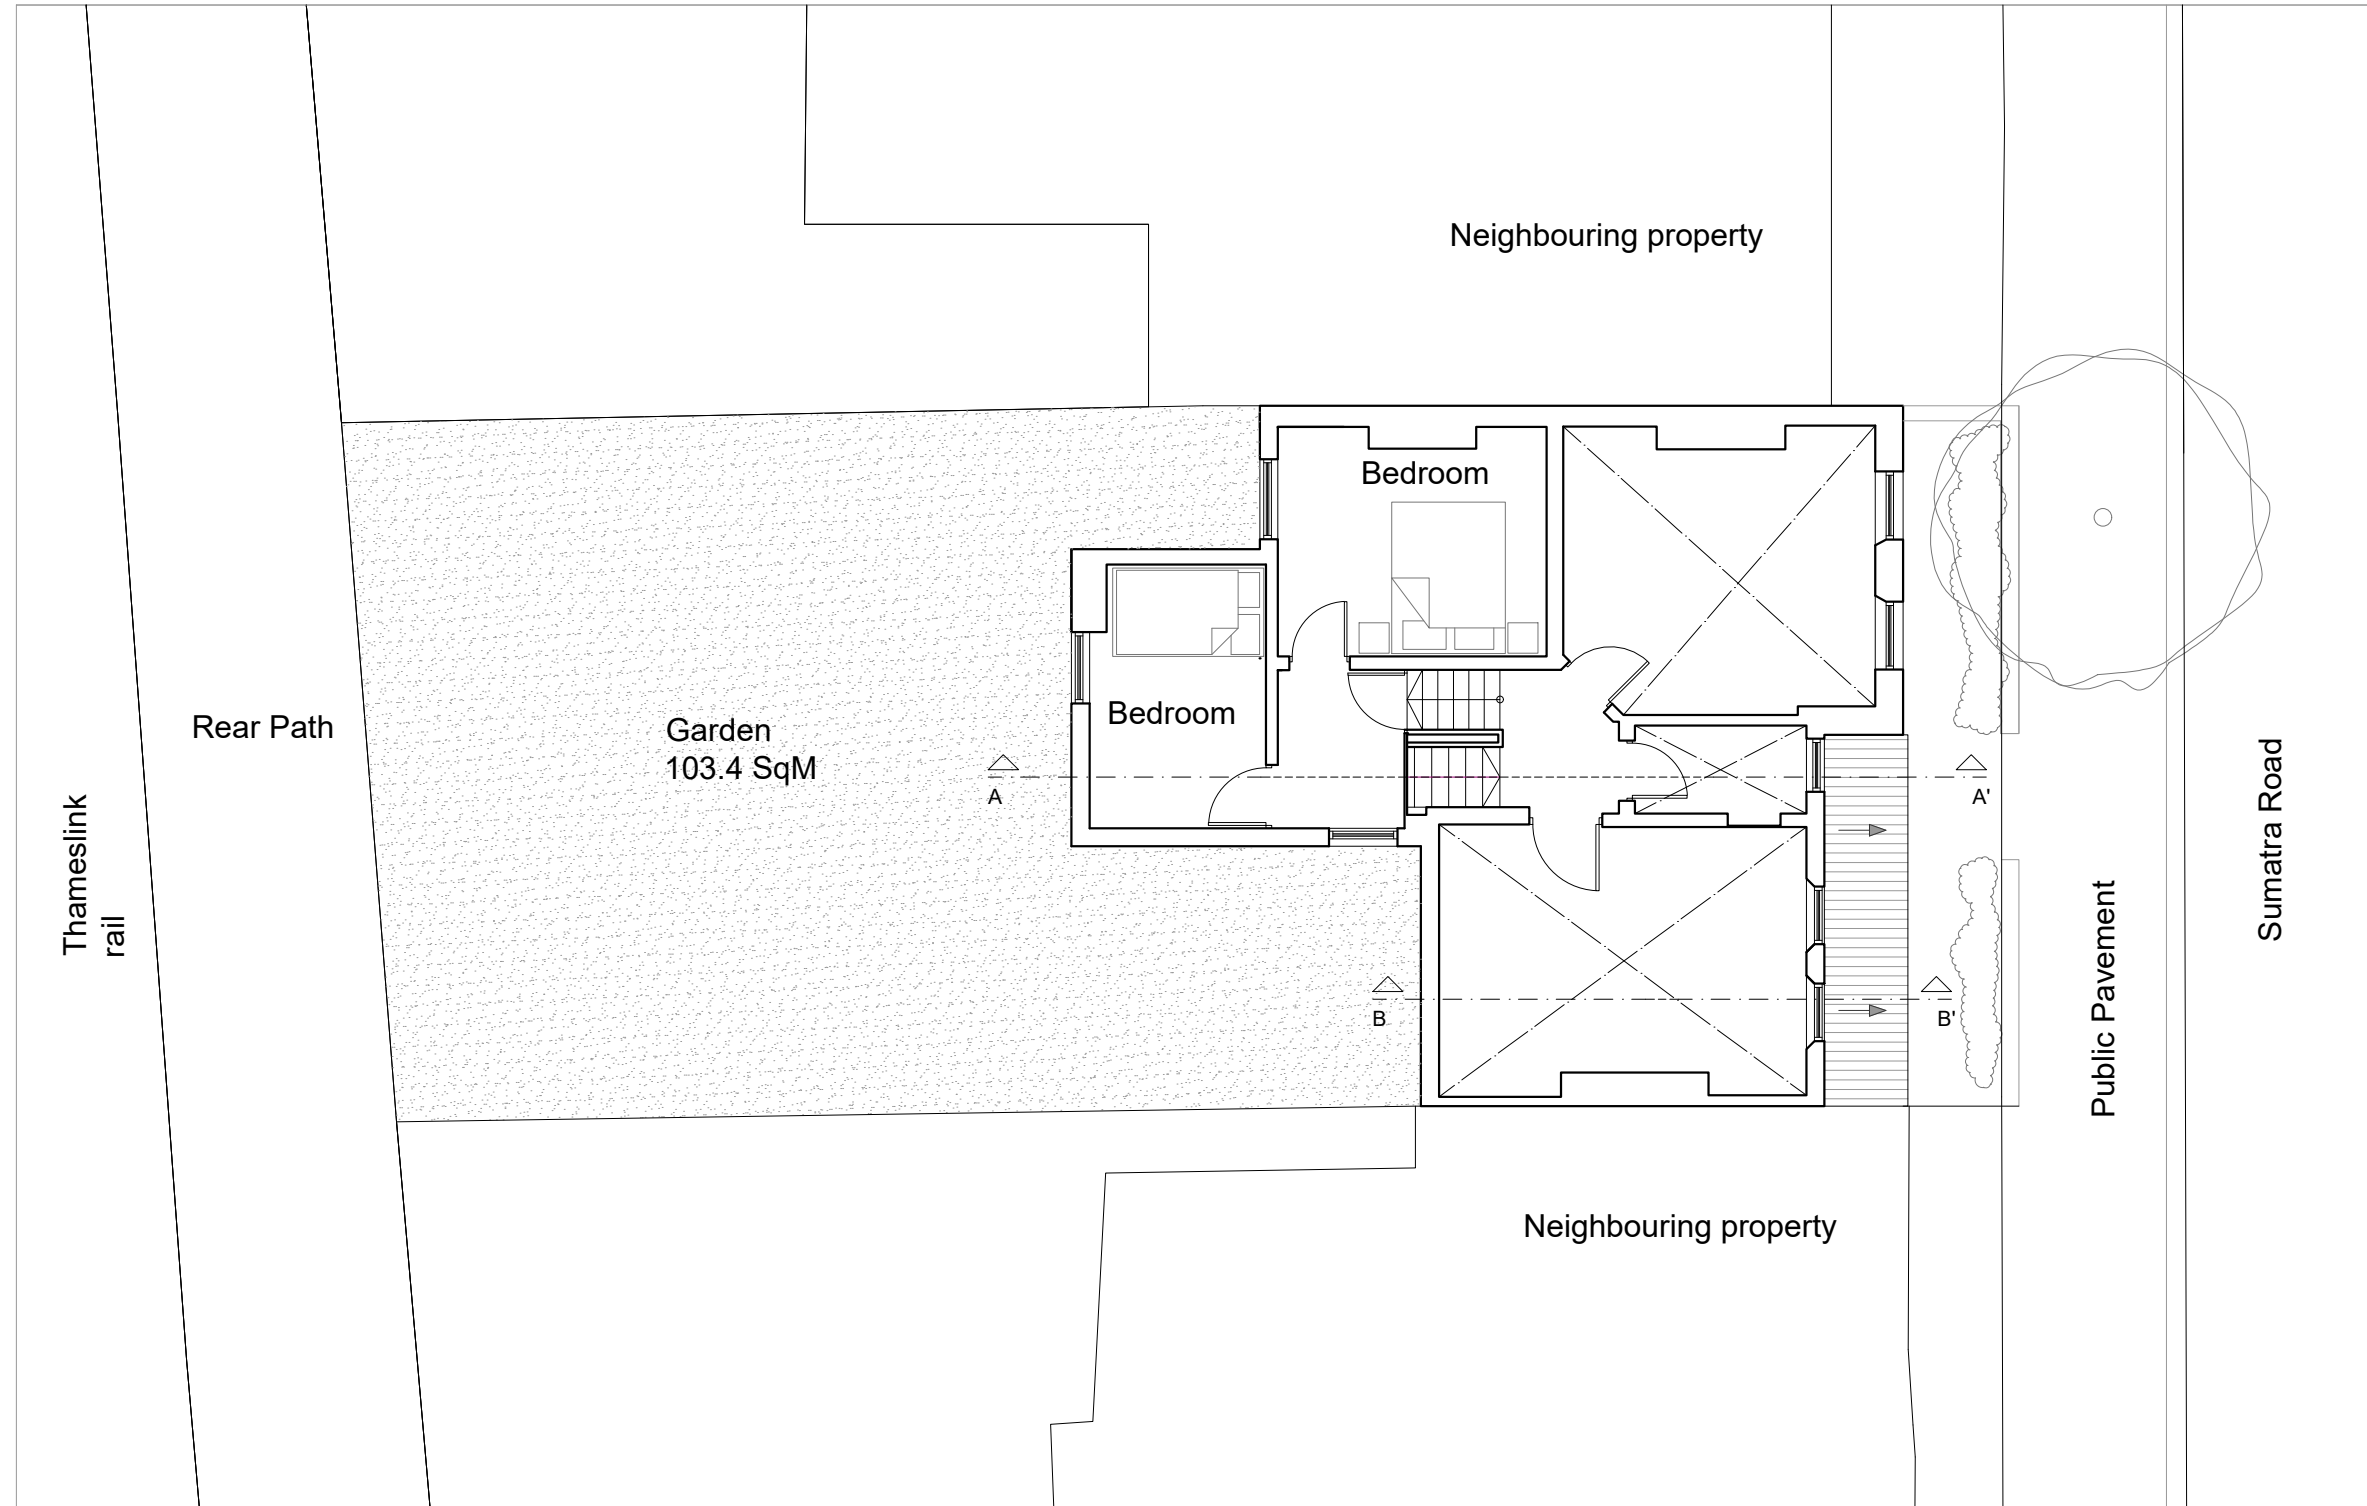 Neighbouring property
Bedroom
Bedroom
Rear Path
Garden
103.4 SqM
A
A'
Thameslink
rail
Sumatra Road
Public Pavement
B
B'
Neighbouring property